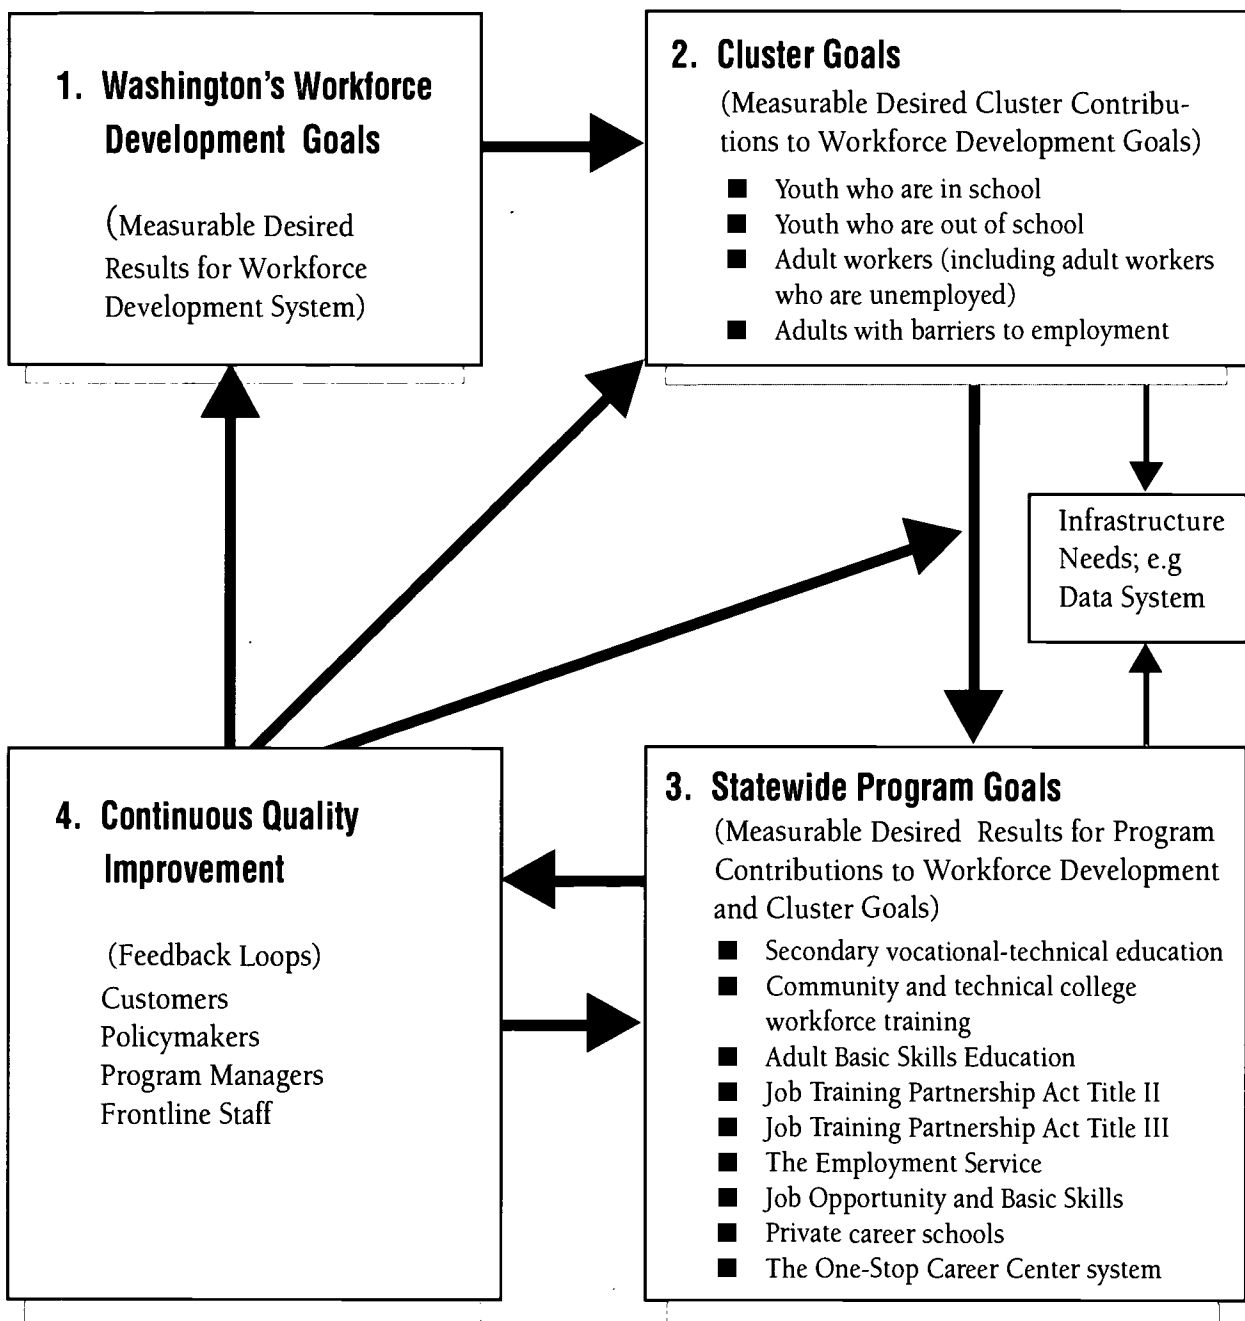 1. Washington's Workforce
Development Goals
(Measurable Desired
Results for Workforce
Development System)
2. Cluster Goals
(Measurable Desired Cluster Contribu-
tions to Workforce Development Goals)
■ Youth who are in school
■ Youth who are out of school
■ Adult workers (including adult workers
who are unemployed)
■ Adults with barriers to employment
Infrastructure
Needs; e.g
Data System
3. Statewide Program Goals
(Measurable Desired Results for Program
Contributions to Workforce Development
and Cluster Goals)
■ Secondary vocational-technical education
■ Community and technical college
workforce training
■ Adult Basic Skills Education
■ Job Training Partnership Act Title II
■ Job Training Partnership Act Title III
■ The Employment Service
■ Job Opportunity and Basic Skills
■ Private career schools
■ The One-Stop Career Center system
4. Continuous Quality
Improvement
(Feedback Loops)
Customers
Policymakers
Program Managers
Frontline Staff